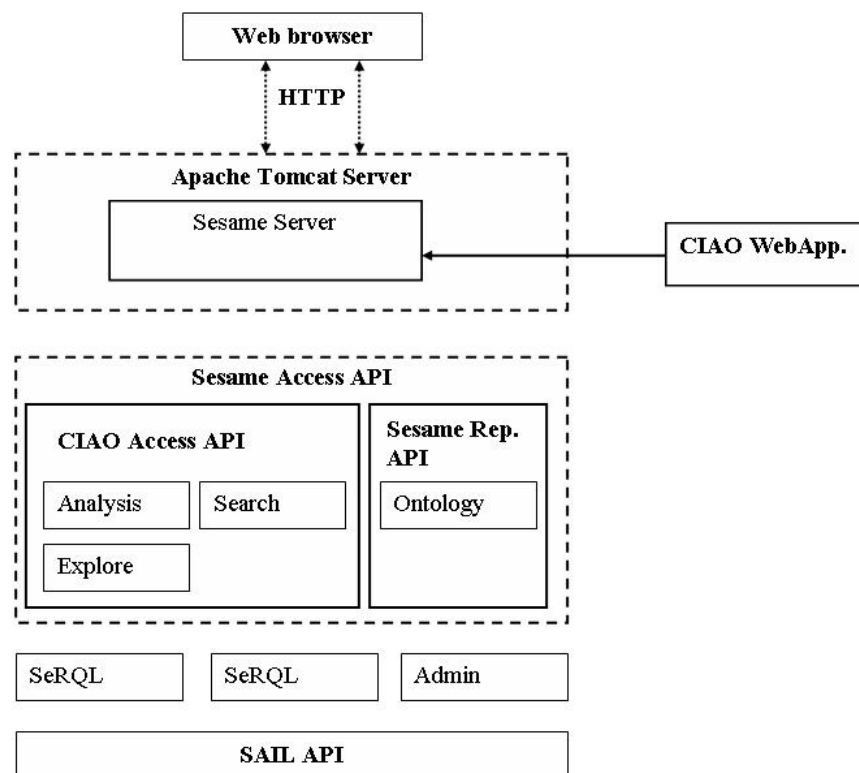 Web browser
HTTP
Apache Tomcat Server
Sesame Server
CIAO WebApp.
Sesame Access API
CIAO Access API
Analysis
Search
Explore
Sesame Rep.
API
Ontology
SeRQL
SeRQL
Admin
SAIL API